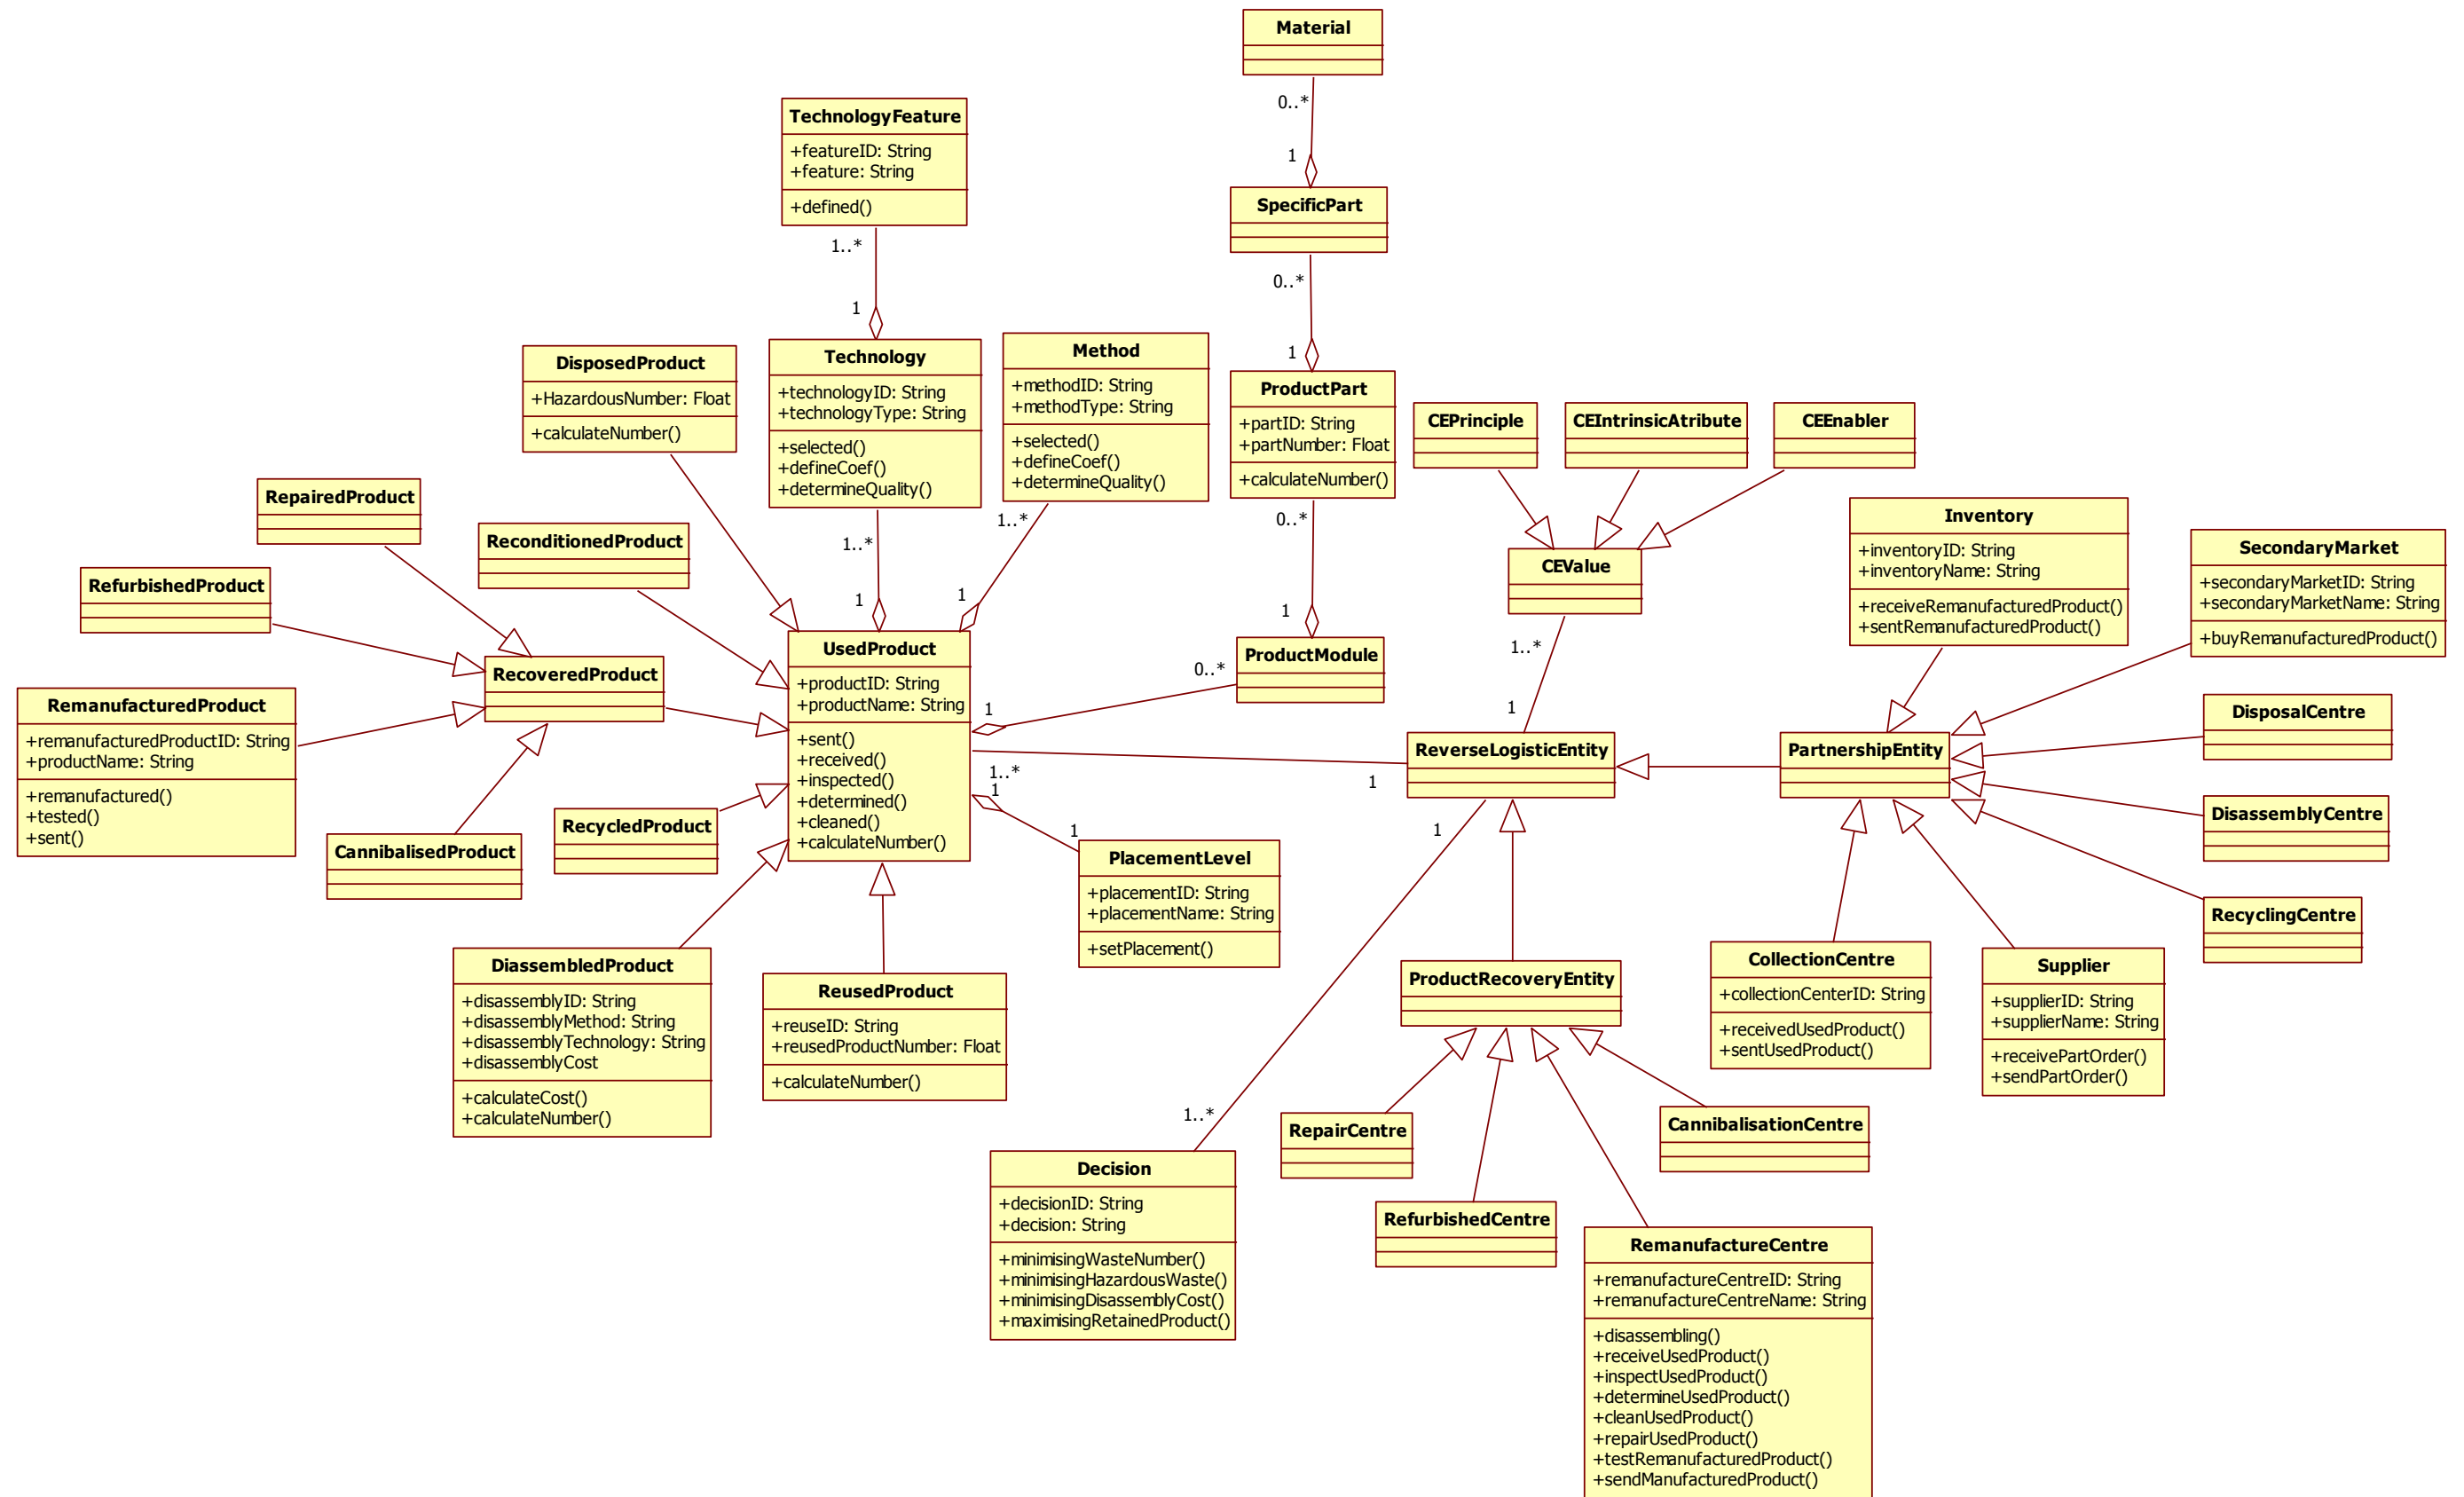 Material
0..*
1
SpecificPart
0..*
1
TechnologyFeature
+featureID: String
+feature: String
+defined()
1..*
1
Technology
+technologyID: String
+technologyType: String
+selected()
+defineCoef()
+determineQuality()
1..*
1
Method
+methodID: String
+methodType: String
+selected()
+defineCoef()
+determineQuality()
1..*
1
ProductPart
+partID: String
+partNumber: Float
+calculateNumber()
0..*
1
DisposedProduct
+HazardousNumber: Float
+calculateNumber()
RepairedProduct
ReconditionedProduct
RefurbishedProduct
RecoveredProduct
RemanufacturedProduct
+remanufacturedProductID: String
+productName: String
+remanufactured()
+tested()
+sent()
CannibalisedProduct
RecycledProduct
UsedProduct
+productID: String
+productName: String
+sent()
+received()
+inspected()
+determined()
+cleaned()
+calculateNumber()
ProductModule
0..*
1
1..*
1
1
1
PlacementLevel
+placementID: String
+placementName: String
+setPlacement()
DiassembledProduct
+disassemblyID: String
+disassemblyMethod: String
+disassemblyTechnology: String
+disassemblyCost
+calculateCost()
+calculateNumber()
ReusedProduct
+reuseID: String
+reusedProductNumber: Float
+calculateNumber()
CEPrinciple
CEIntrinsicAtribute
CEEnabler
CEValue
1..*
1
ReverseLogisticEntity
1
1..*
Decision
+decisionID: String
+decision: String
+minimisingWasteNumber()
+minimisingHazardousWaste()
+minimisingDisassemblyCost()
+maximisingRetainedProduct()
Inventory
+inventoryID: String
+inventoryName: String
+receiveRemanufacturedProduct()
+sentRemanufacturedProduct()
SecondaryMarket
+secondaryMarketID: String
+secondaryMarketName: String
+buyRemanufacturedProduct()
PartnershipEntity
DisposalCentre
DisassemblyCentre
RecyclingCentre
CollectionCentre
+collectionCenterID: String
+receivedUsedProduct()
+sentUsedProduct()
Supplier
+supplierID: String
+supplierName: String
+receivePartOrder()
+sendPartOrder()
ProductRecoveryEntity
RepairCentre
RefurbishedCentre
CannibalisationCentre
RemanufactureCentre
+remanufactureCentreID: String
+remanufactureCentreName: String
+disassembling()
+receiveUsedProduct()
+inspectUsedProduct()
+determineUsedProduct()
+cleanUsedProduct()
+repairUsedProduct()
+testRemanufacturedProduct()
+sendManufacturedProduct()